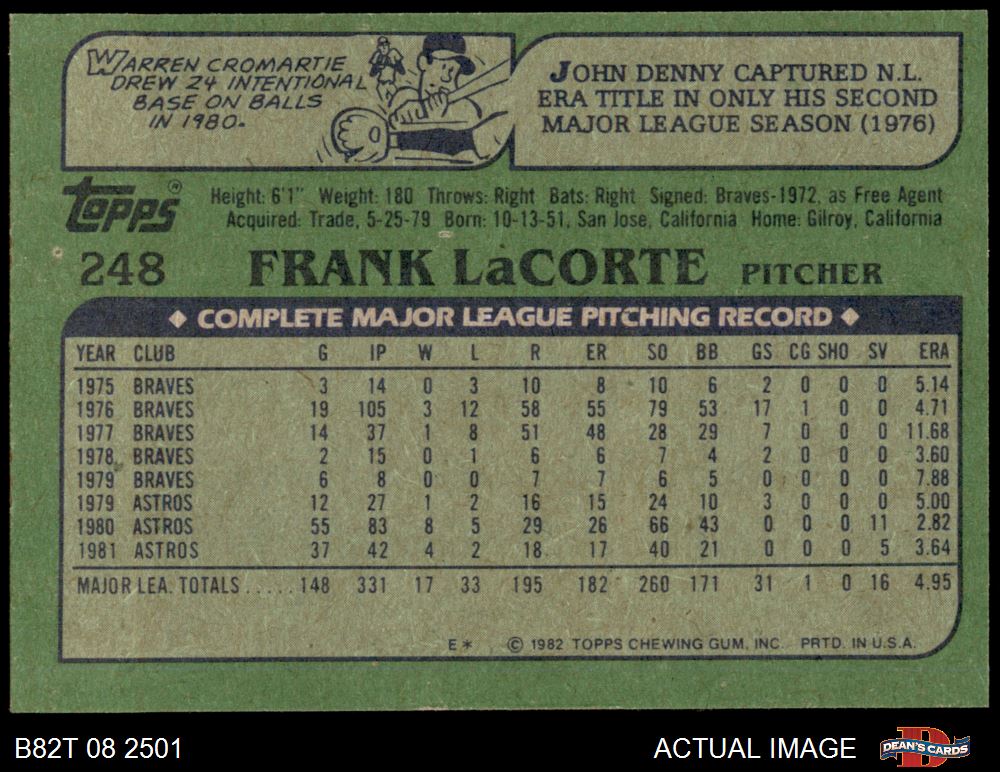 WARREN CROMARTIE
DREW 24 INTENTIONAL
BASE ON BALLS
IN 1980.
JOHN DENNY CAPTURED N.L.
ERA TITLE IN ONLY HIS SECOND
MAJOR LEAGUE SEASON (1976)
Topps®
Height: 6'1" Weight: 180 Throws: Right Bats: Right Signed: Braves-1972, as Free Agent
Acquired: Trade, 5-25-79 Born: 10-13-51, San Jose, California Home: Gilroy, California
248 FRANK LaCORTE PITCHER
◆ COMPLETE MAJOR LEAGUE PITCHING RECORD ◆
YEAR CLUB G IP W L R ER SO BB GS CG SHO SV ERA
1975 BRAVES 3 14 0 3 10 8 10 6 2 0 0 0 5.14
1976 BRAVES 19 105 3 12 58 55 79 53 17 1 0 0 4.71
1977 BRAVES 14 37 1 8 51 48 28 29 7 0 0 0 11.68
1978 BRAVES 2 15 0 1 6 6 7 4 2 0 0 0 3.60
1979 BRAVES 6 8 0 0 7 7 6 5 0 0 0 0 7.88
1979 ASTROS 12 27 1 2 16 15 24 10 3 0 0 0 5.00
1980 ASTROS 55 83 8 5 29 26 66 43 0 0 0 11 2.82
1981 ASTROS 37 42 4 2 18 17 40 21 0 0 0 5 3.64
MAJOR LEA. TOTALS.....148 331 17 33 195 182 260 171 31 1 0 16 4.95
E* © 1982 TOPPS CHEWING GUM, INC. PRTD. IN U.S.A.
B82T 08 2501 ACTUAL IMAGE D DEAN'S CARDS